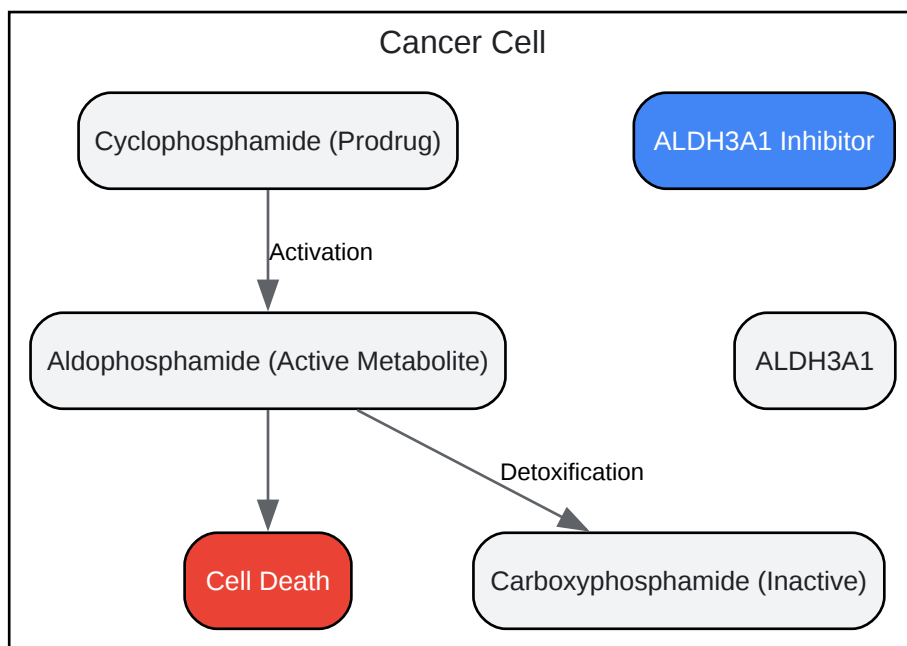 Cancer Cell
Cyclophosphamide (Prodrug)
ALDH3A1 Inhibitor
Activation
Aldophosphamide (Active Metabolite)
ALDH3A1
Detoxification
Cell Death
Carboxyphosphamide (Inactive)